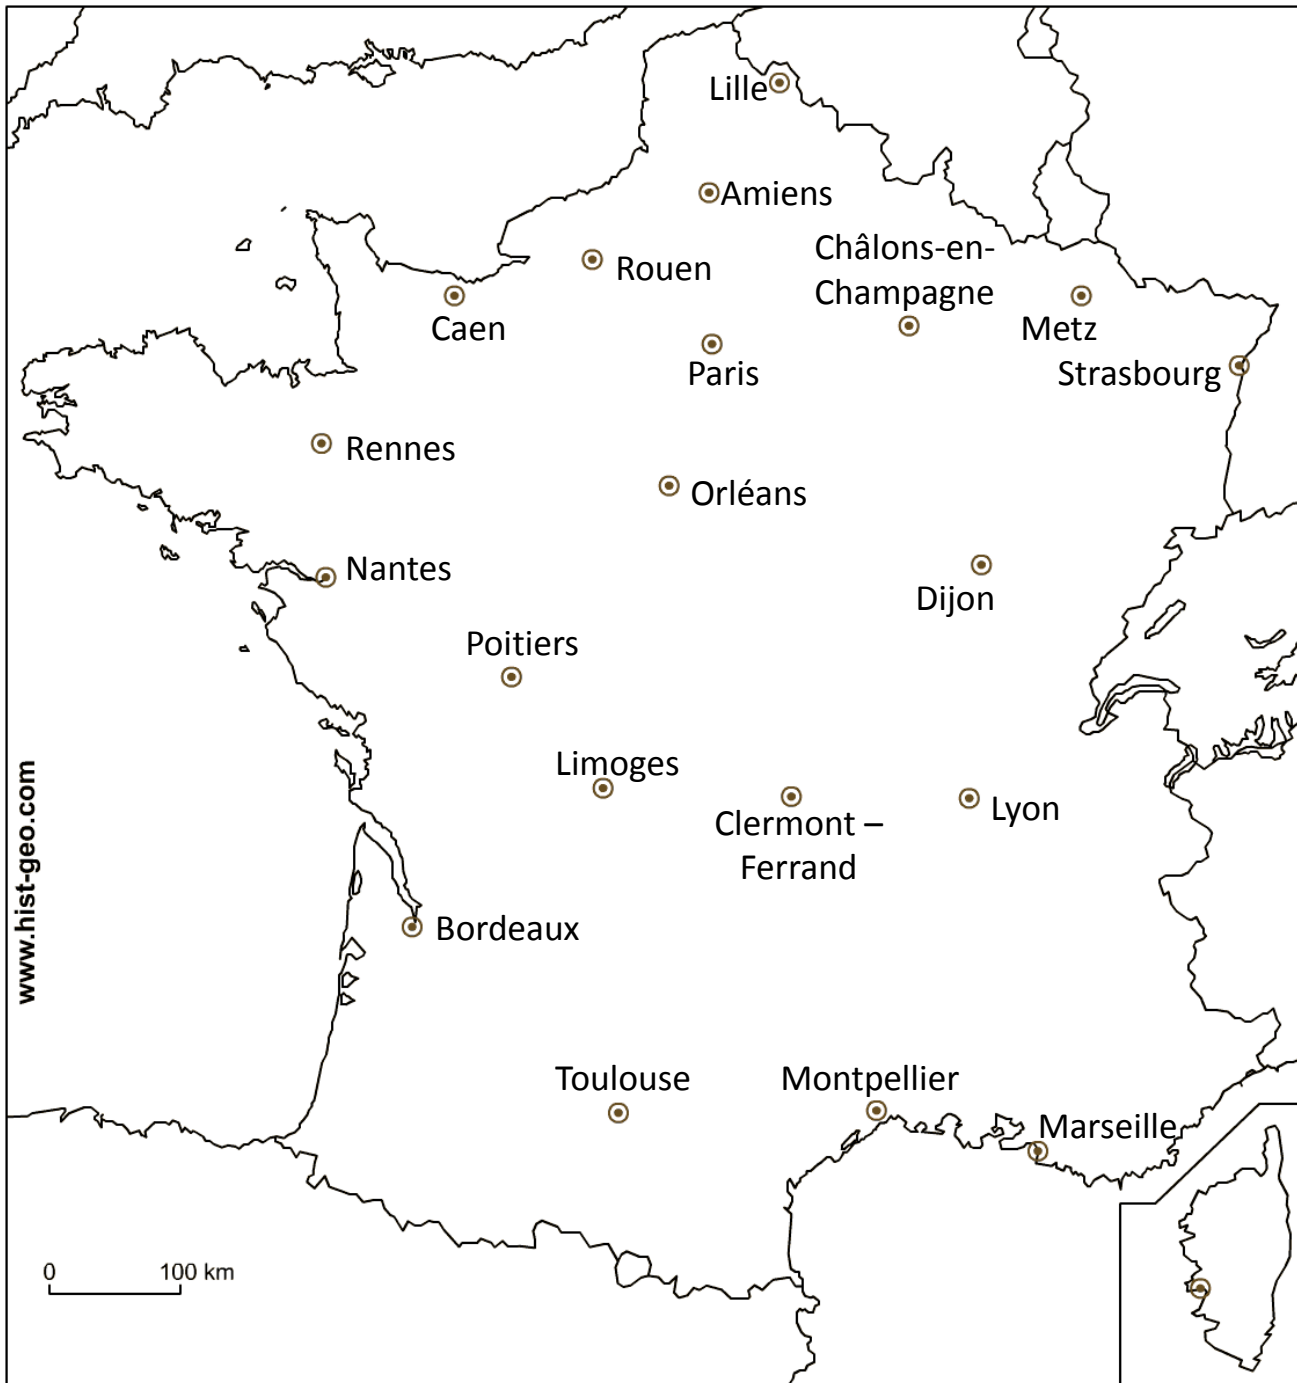 Lille
Amiens
Châlons-en-
Champagne
Rouen
Caen
Metz
Paris
Strasbourg
Rennes
Orléans
Nantes
Dijon
Poitiers
Limoges
Clermont –
Ferrand
Lyon
www.hist-geo.com
Bordeaux
Toulouse
Montpellier
Marseille
0 100 km